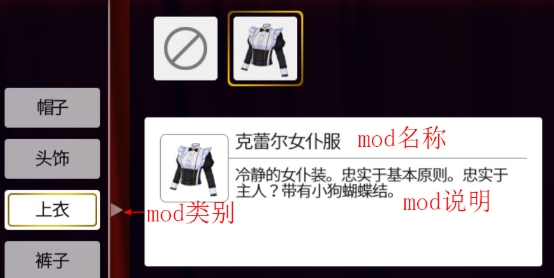 帽子
头饰
上衣
裤子
克蕾尔女仆服 mod名称
冷静的女仆装。忠实于基本原则。忠实于
主人？带有小狗蝴蝶结。
mod说明
mod类别